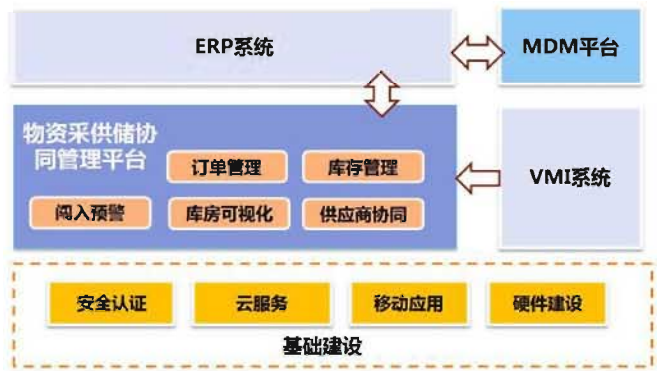 ERP系统
MDM平台
物资采供储协
同管理平台
订单管理
库存管理
闯入预警
库房可视化
供应商协同
VMI系统
安全认证
云服务
移动应用
硬件建设
基础建设